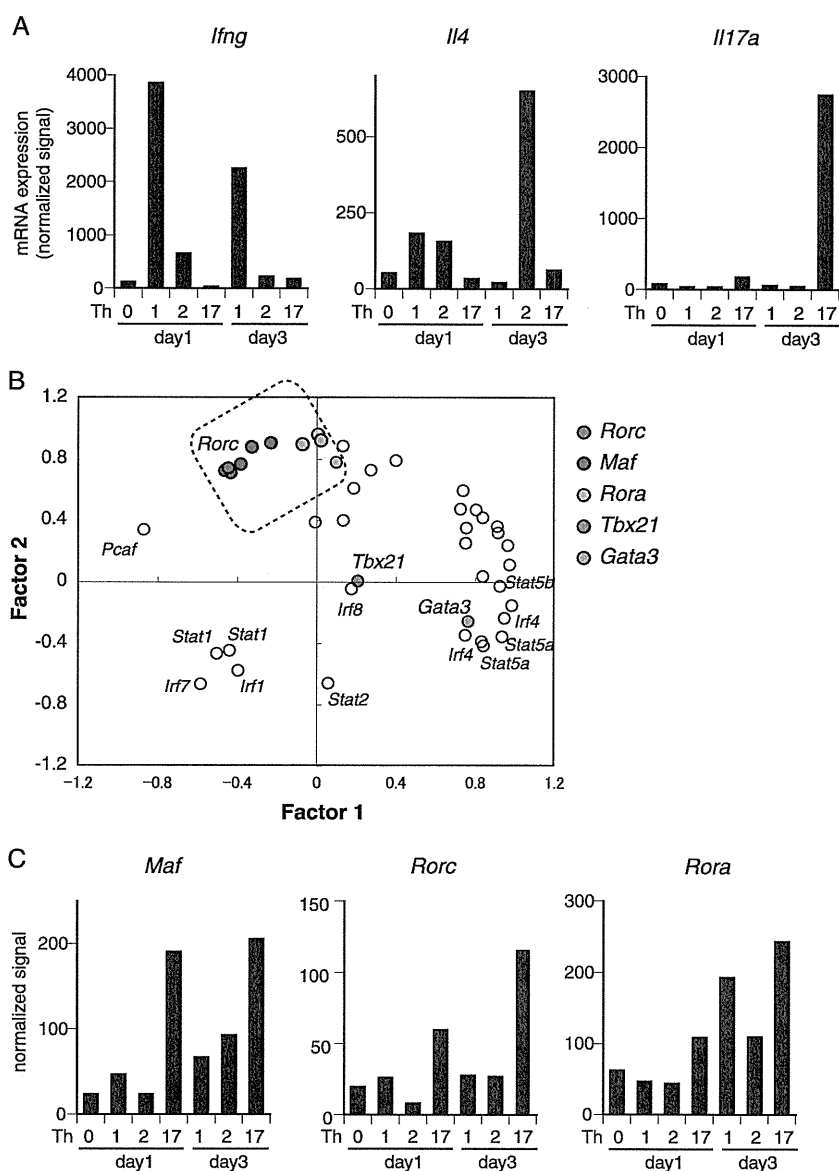 A
Ifng
Il4
Il17a
mRNA expression
(normalized signal)
4000
3000
2000
1000
0
500
250
0
3000
2000
1000
0
Th 0 1 2 17 1 2 17
day1 day3
0 1 2 17 1 2 17
day1 day3
0 1 2 17 1 2 17
day1 day3
B
1.2
0.8
0.4
0
-0.4
-0.8
-1.2
Factor 2
Rorc
Pcaf
Tbx21
Irf8
Gata3
Stat5b
Irf4
Stat5a
Irf4
Stat5a
Stat1
Stat1
Irf7
Irf1
Stat2
−1.2 −0.8 −0.4 0 0.4 0.8 1.2
Factor 1
Rorc
Maf
Rora
Tbx21
Gata3
C
Maf
Rorc
Rora
normalized signal
200
100
0
150
100
50
0
300
200
100
0
Th 0 1 2 17 1 2 17
day1 day3
Th 0 1 2 17 1 2 17
day1 day3
Th 0 1 2 17 1 2 17
day1 day3